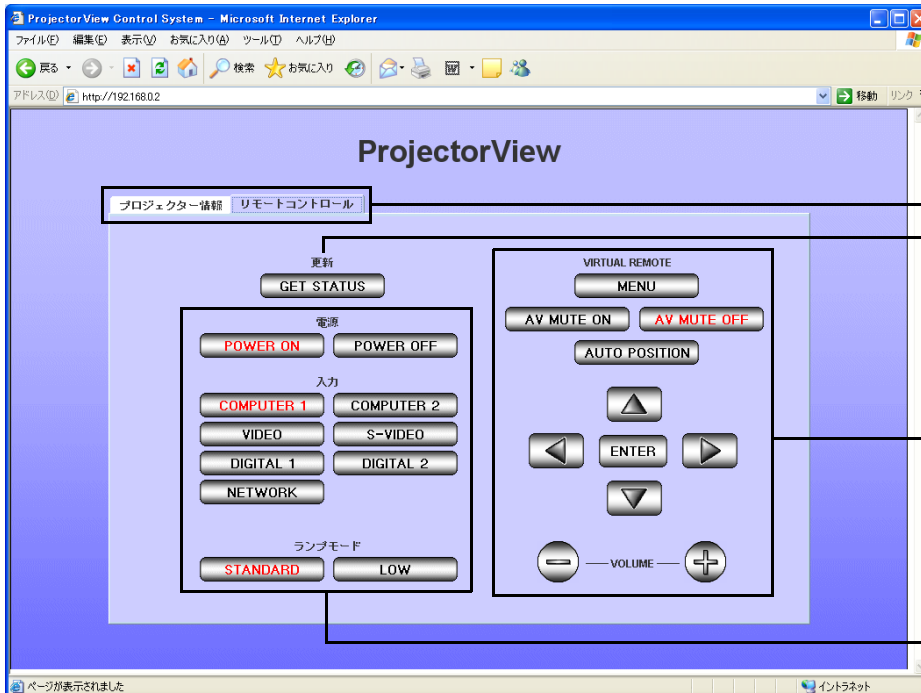 ProjectorView Control System - Microsoft Internet Explorer
ファイル(F) 編集(E) 表示(V) お気に入り(A) ツール(T) ヘルプ(H)
戻る 検索 お気に入り
アドレス(D) http://192.168.0.2 移動 リンク
ProjectorView
プロジェクター情報 リモートコントロール
更新
GET STATUS
電源
POWER ON POWER OFF
入力
COMPUTER 1 COMPUTER 2
VIDEO S-VIDEO
DIGITAL 1 DIGITAL 2
NETWORK
ランプモード
STANDARD LOW
VIRTUAL REMOTE
MENU
AV MUTE ON AV MUTE OFF
AUTO POSITION
ENTER
VOLUME
ページが表示されました イントラネット